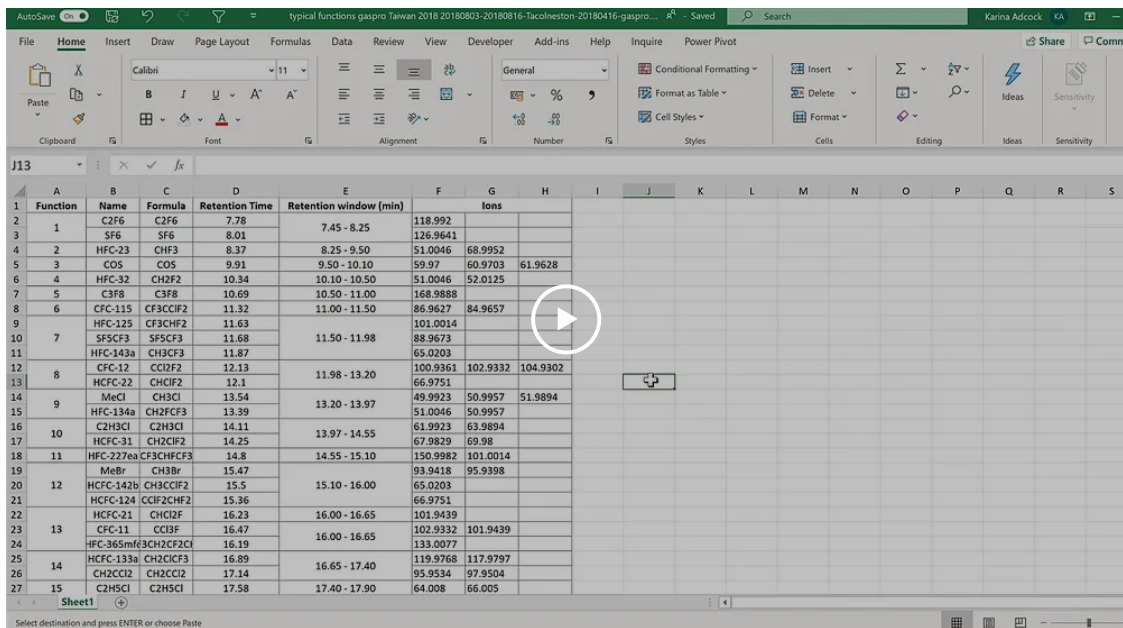 AutoSave On typical functions gaspro Taiwan 2018 20180803-20180816-Tacolneston-20180416-gaspro.... - Saved Search Karina Adcock KA
File Home Insert Draw Page Layout Formulas Data Review View Developer Add-ins Help Inquire Power Pivot Share Comm
Calibri 11 General Conditional Formatting Insert
Paste B I U A A % Format as Table Delete Ideas Sensitivity
Cell Styles Format
Clipboard Font Alignment Number Styles Cells Editing Ideas Sensitivity
J13 fx
A B C D E F G H I J K L M N O P Q R S
1 Function Name Formula Retention Time Retention window (min) Ions
2 1 C2F6 C2F6 7.78 7.45 - 8.25 118.992
3 SF6 SF6 8.01 126.9641
4 2 HFC-23 CHF3 8.37 8.25 - 9.50 51.0046 68.9952
5 3 COS COS 9.91 9.50 - 10.10 59.97 60.9703 61.9628
6 4 HFC-32 CH2F2 10.34 10.10 - 10.50 51.0046 52.0125
7 5 C3F8 C3F8 10.69 10.50 - 11.00 168.9888
8 6 CFC-115 CF3CClF2 11.32 11.00 - 11.50 86.9627 84.9657
9 HFC-125 CF3CHF2 11.63 101.0014
10 7 SF5CF3 SF5CF3 11.68 11.50 - 11.98 88.9673
11 HFC-143a CH3CF3 11.87 65.0203
12 8 CFC-12 CCl2F2 12.13 11.98 - 13.20 100.9361 102.9332 104.9302
13 HCFC-22 CHClF2 12.1 66.9751
14 9 MeCl CH3Cl 13.54 13.20 - 13.97 49.9923 50.9957 51.9894
15 HFC-134a CH2FCF3 13.39 51.0046 50.9957
16 10 C2H3Cl C2H3Cl 14.11 13.97 - 14.55 61.9923 63.9894
17 HCFC-31 CH2ClF2 14.25 67.9829 69.98
18 11 HFC-227ea CF3CHFCF3 14.8 14.55 - 15.10 150.9982 101.0014
19 MeBr CH3Br 15.47 93.9418 95.9398
20 12 HCFC-142b CH3CClF2 15.5 15.10 - 16.00 65.0203
21 HCFC-124 CClF2CHF2 15.36 66.9751
22 HCFC-21 CHCl2F 16.23 16.00 - 16.65 101.9439
23 13 CFC-11 CCl3F 16.47 16.00 - 16.65 102.9332 101.9439
24 HFC-365mf 3CH2CF2C 16.19 133.0077
25 14 HCFC-133a CH2ClCF3 16.89 16.65 - 17.40 119.9768 117.9797
26 CH2CCl2 CH2CCl2 17.14 95.9534 97.9504
27 15 C2H5Cl C2H5Cl 17.58 17.40 - 17.90 64.008 66.005
Sheet1
Select destination and press ENTER or choose Paste